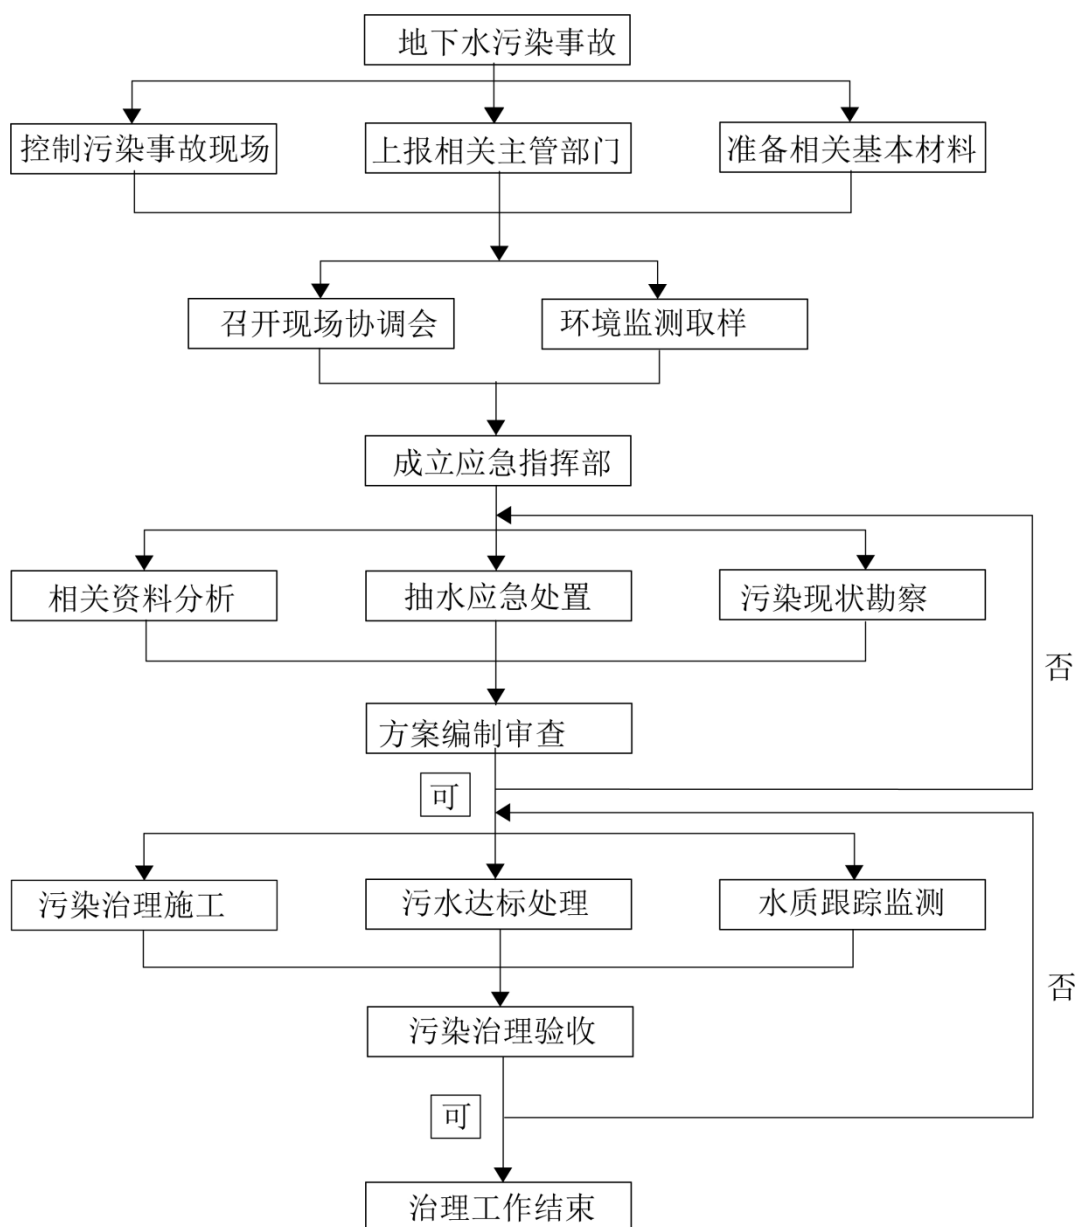 地下水污染事故
控制污染事故现场
上报相关主管部门
准备相关基本材料
召开现场协调会
环境监测取样
成立应急指挥部
相关资料分析
抽水应急处置
污染现状勘察
否
方案编制审查
可
污染治理施工
污水达标处理
水质跟踪监测
否
污染治理验收
可
治理工作结束